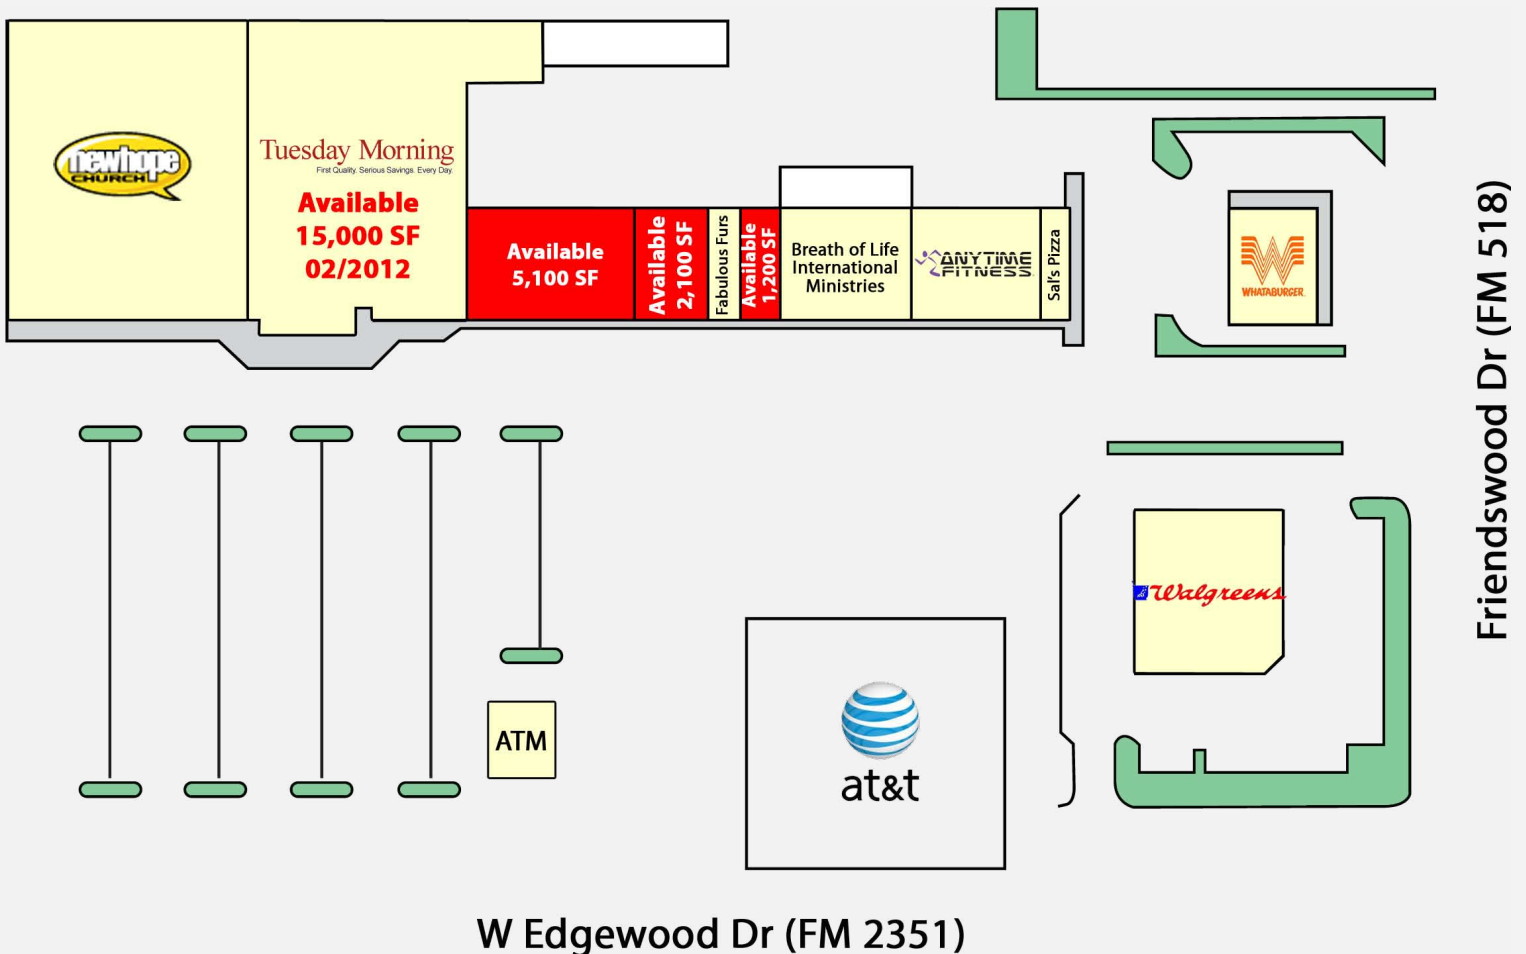 newhope
CHURCH
Tuesday Morning
First Quality. Serious Savings. Every Day.
Available
15,000 SF
02/2012
Available
5,100 SF
Available
2,100 SF
Fabulous Furs
Available
1,200 SF
Breath of Life
International
Ministries
ANYTIME
FITNESS
Sal's Pizza
WHATABURGER
Friendswood Dr (FM 518)
Walgreens
ATM
at&t
W Edgewood Dr (FM 2351)